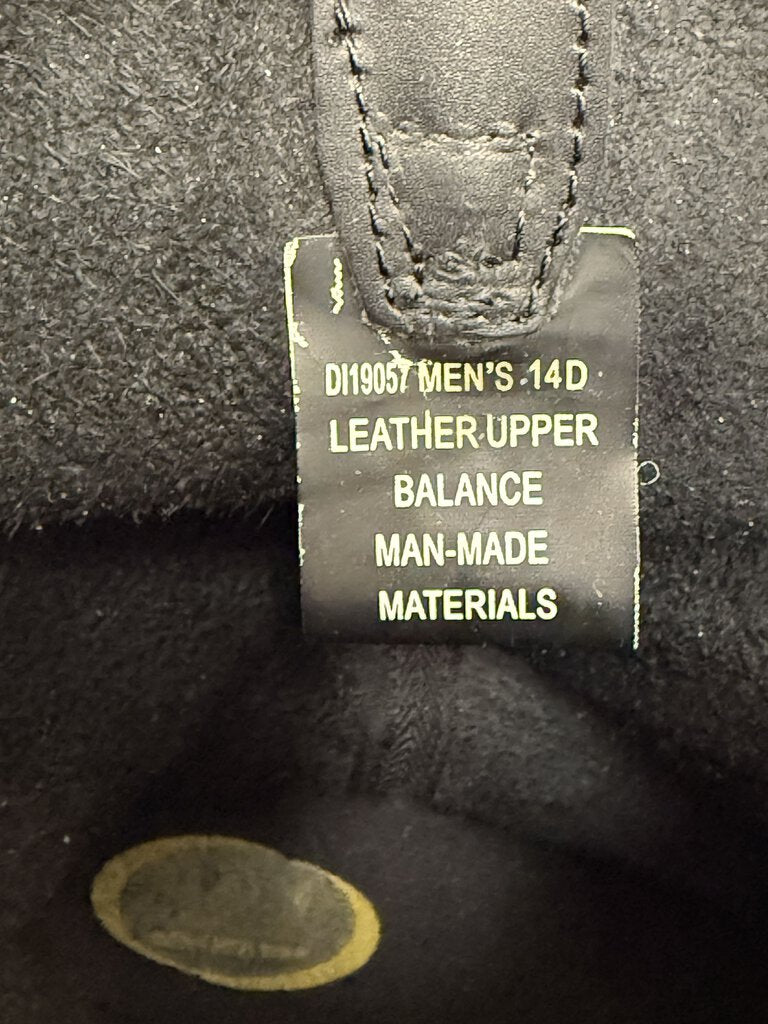 DI19057 MEN'S 14D
LEATHER UPPER
BALANCE
MAN-MADE
MATERIALS